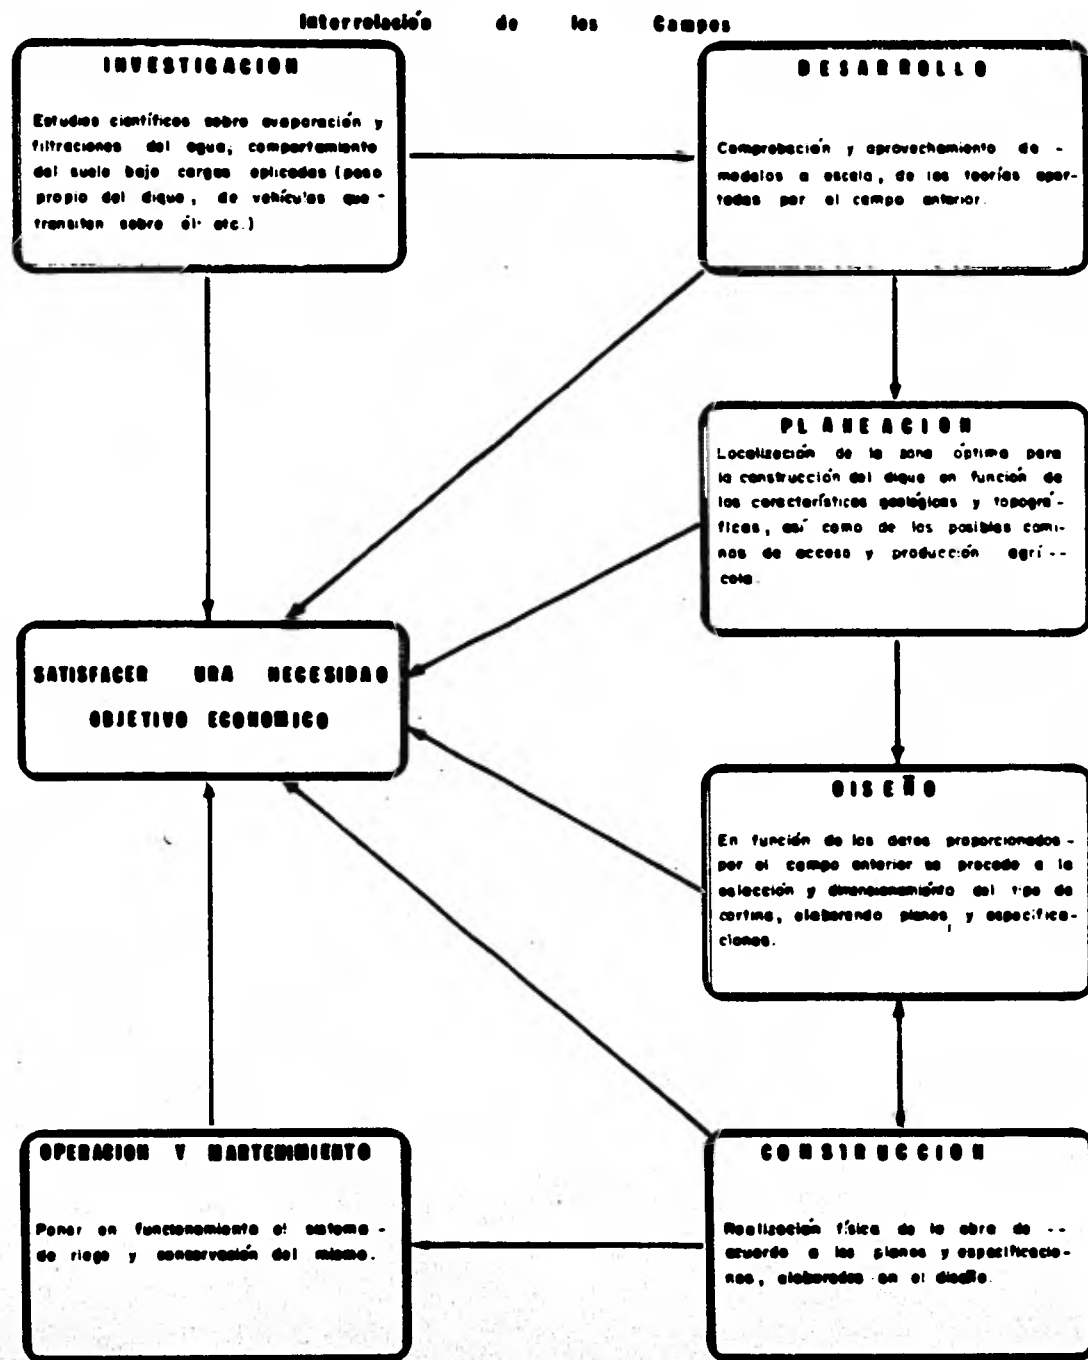 Interrelación de los Campos
INVESTIGACION
Estudios científicos sobre evaporación y
filtraciones del agua, comportamiento
del suelo bajo cargas aplicadas (peso
propio del dique, de vehículos que-
transitan sobre él etc.)
DESARROLLO
Comprobación y aprovechamiento de -
modelos a escala, de las teorías apor-
tadas por el campo anterior.
PLANEACION
Localización de la zona óptima para
la construcción del dique en función de
las características geológicas y topográ-
ficas, así como de los posibles cami-
nos de acceso y producción agrí--
cola.
SATISFACER UNA NECESIDAD
OBJETIVO ECONOMICO
DISEÑO
En función de los datos proporcionados -
por el campo anterior se procede a la
selección y dimensionamiento del tipo de
cortina, elaborando planos y especifica-
ciones.
OPERACION Y MANTENIMIENTO
Poner en funcionamiento el sistema -
de riego y conservación del mismo.
CONSTRUCCION
Realización física de la obra de --
acuerdo a los planos y especificacio-
nes, elaborados en el diseño.